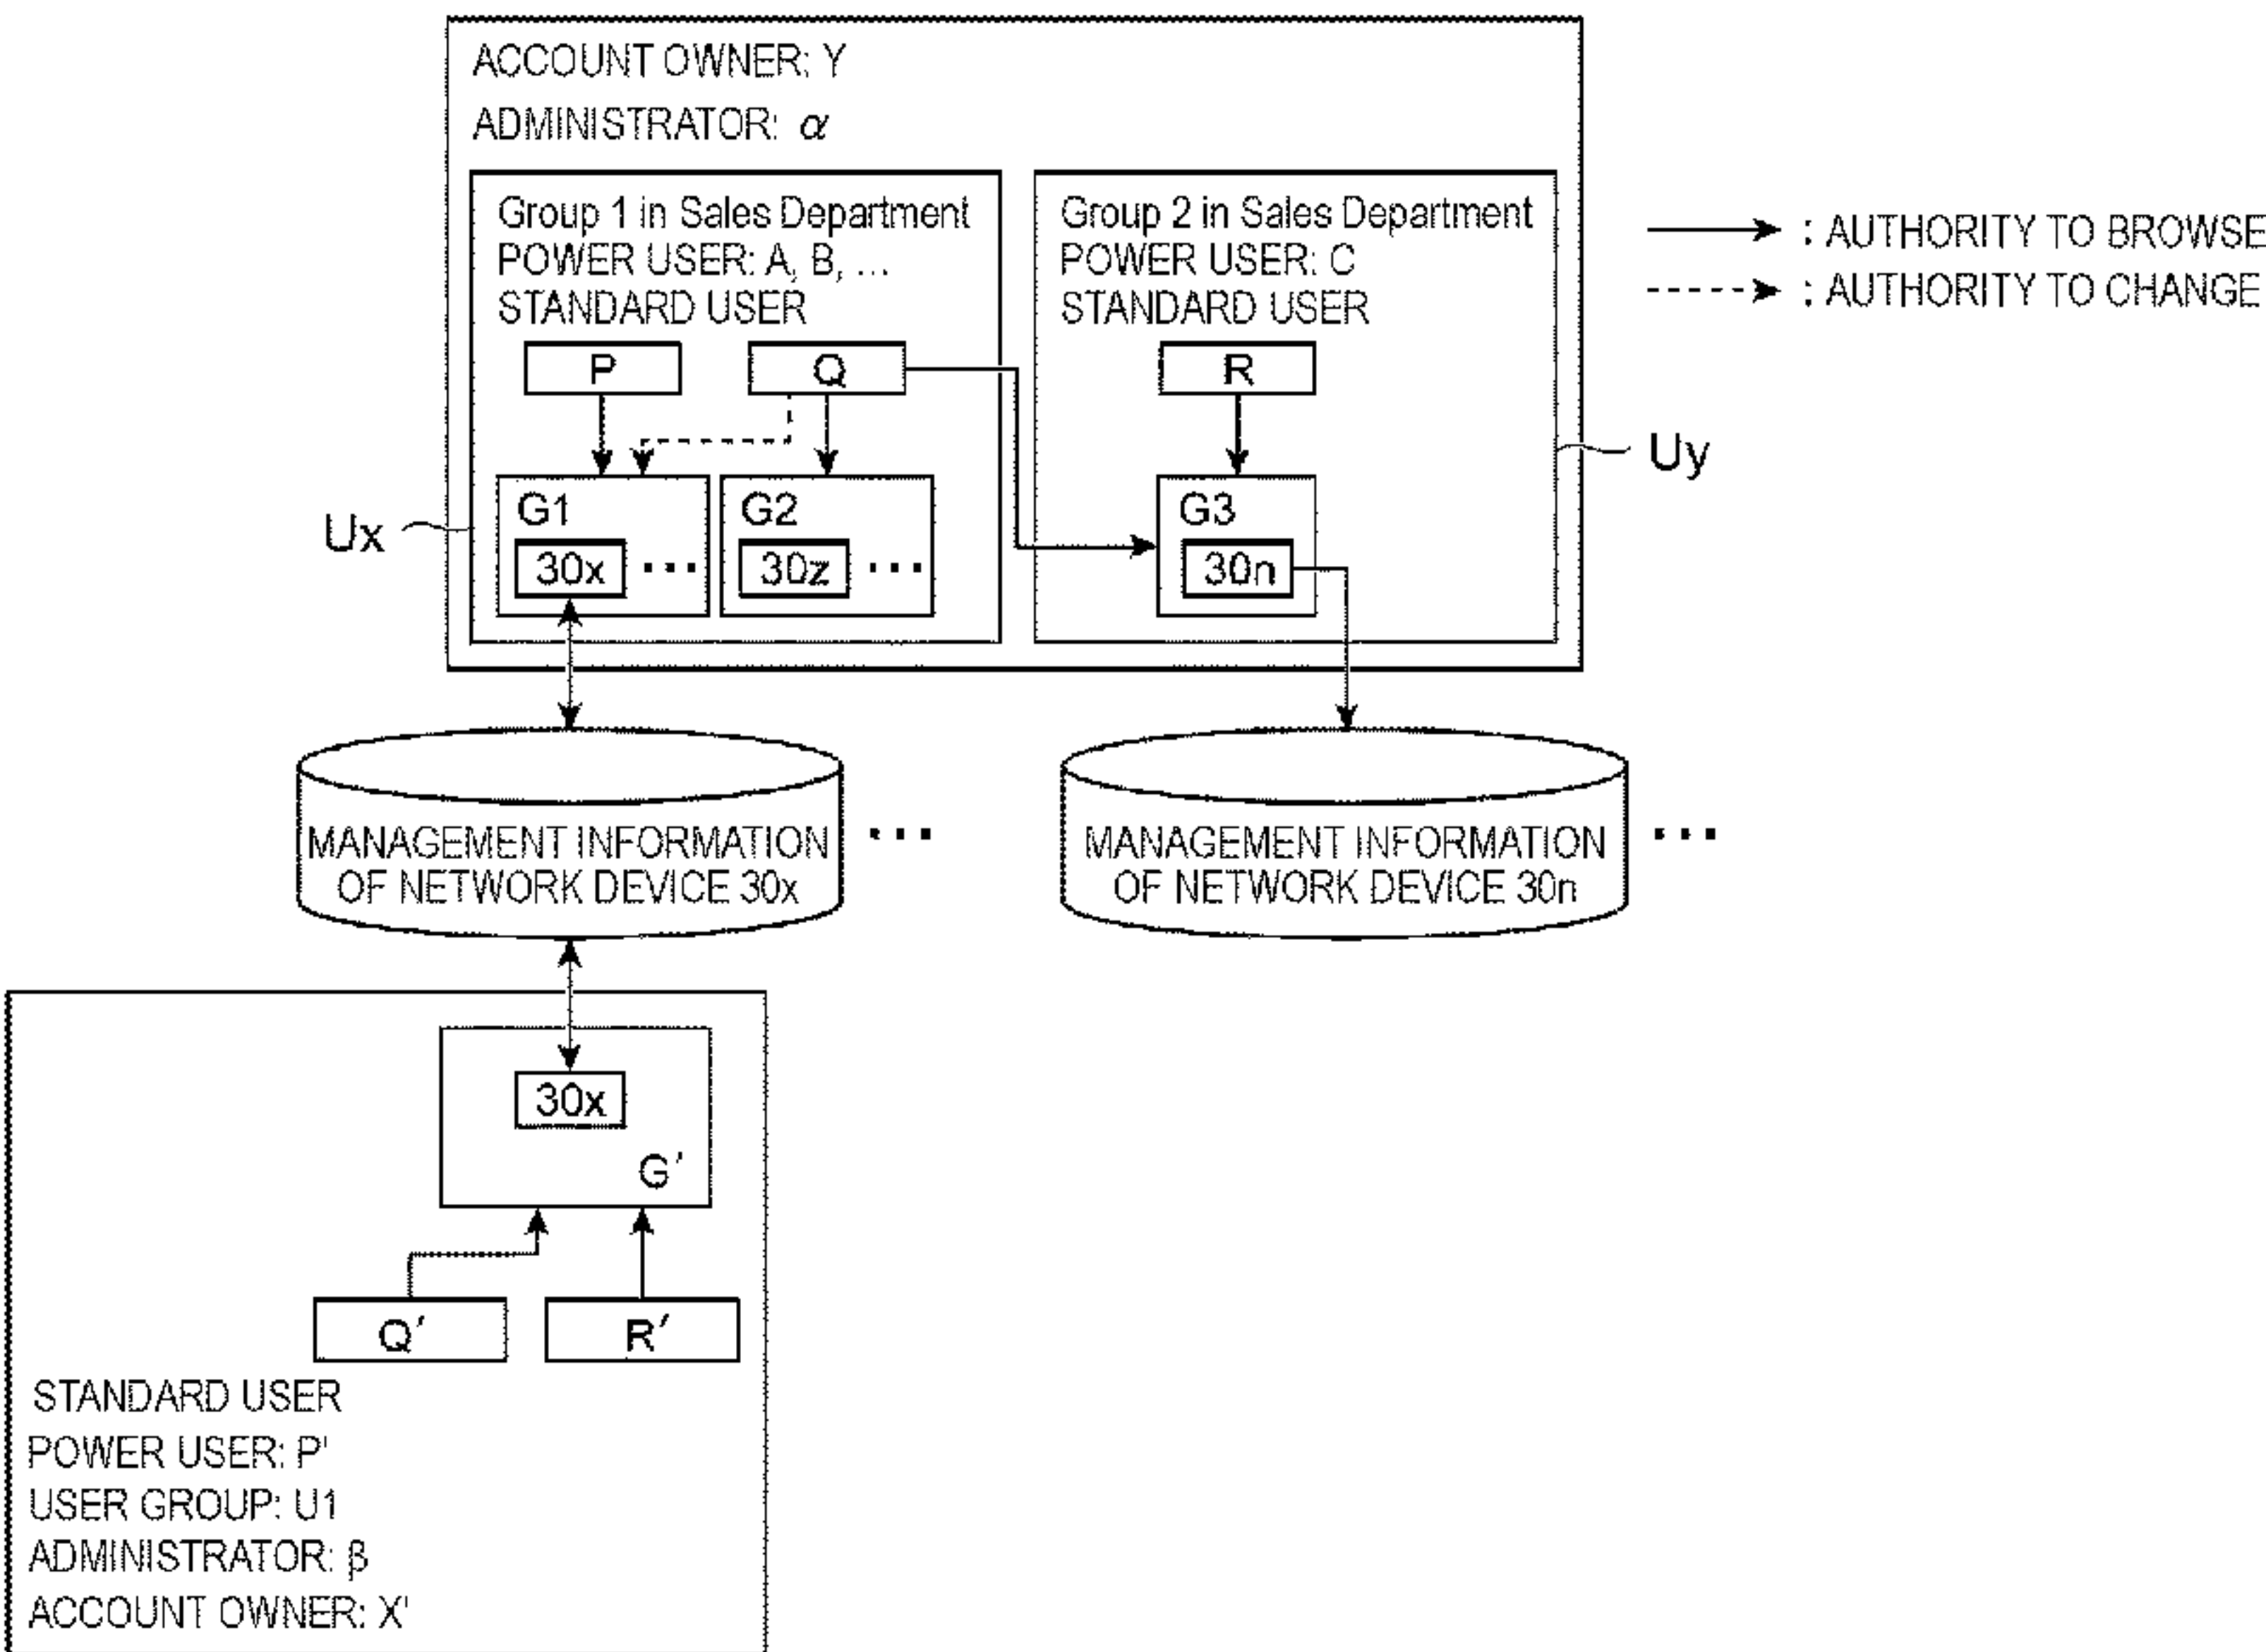 ACCOUNT OWNER: Y
ADMINISTRATOR: α
Group 1 in Sales Department
POWER USER: A, B, ...
STANDARD USER
P
Q
G1
30x ...
G2
30z ...
Group 2 in Sales Department
POWER USER: C
STANDARD USER
R
G3
30n
: AUTHORITY TO BROWSE
: AUTHORITY TO CHANGE
Ux
Uy
MANAGEMENT INFORMATION
OF NETWORK DEVICE 30x
...
MANAGEMENT INFORMATION
OF NETWORK DEVICE 30n
...
30x
G'
Q'
R'
STANDARD USER
POWER USER: P'
USER GROUP: U1
ADMINISTRATOR: β
ACCOUNT OWNER: X'